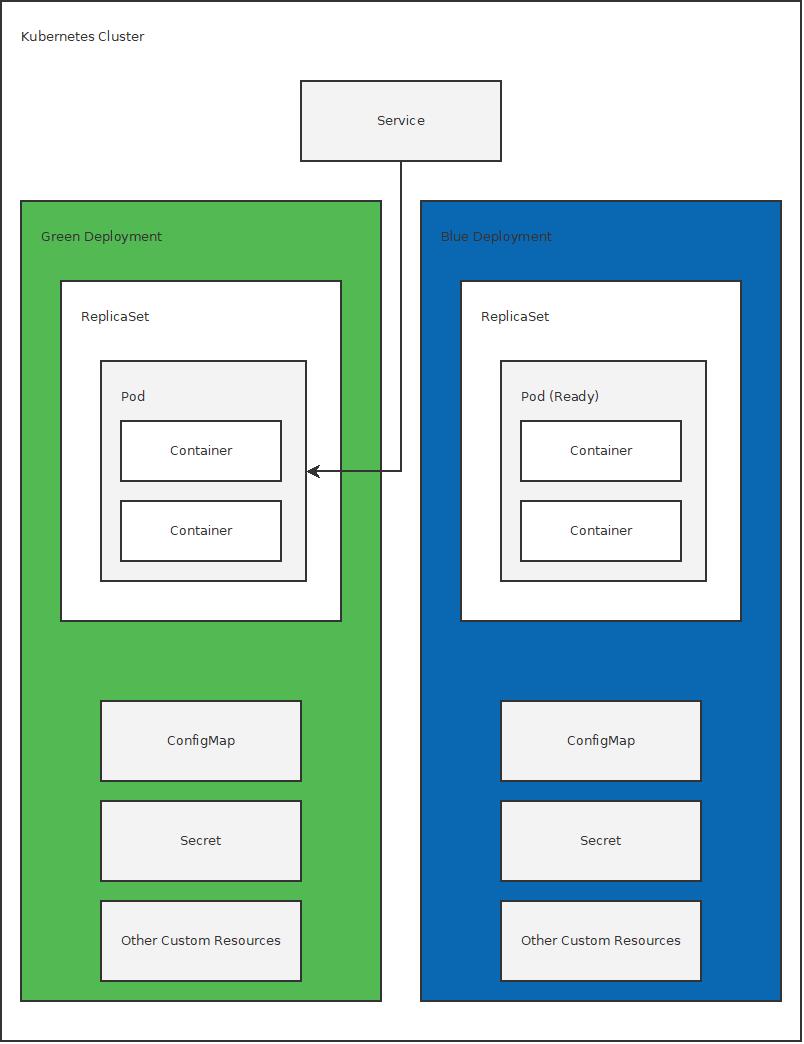 Kubernetes Cluster
Service
Green Deployment
ReplicaSet
Pod
Container
Container
ConfigMap
Secret
Other Custom Resources
Blue Deployment
ReplicaSet
Pod (Ready)
Container
Container
ConfigMap
Secret
Other Custom Resources